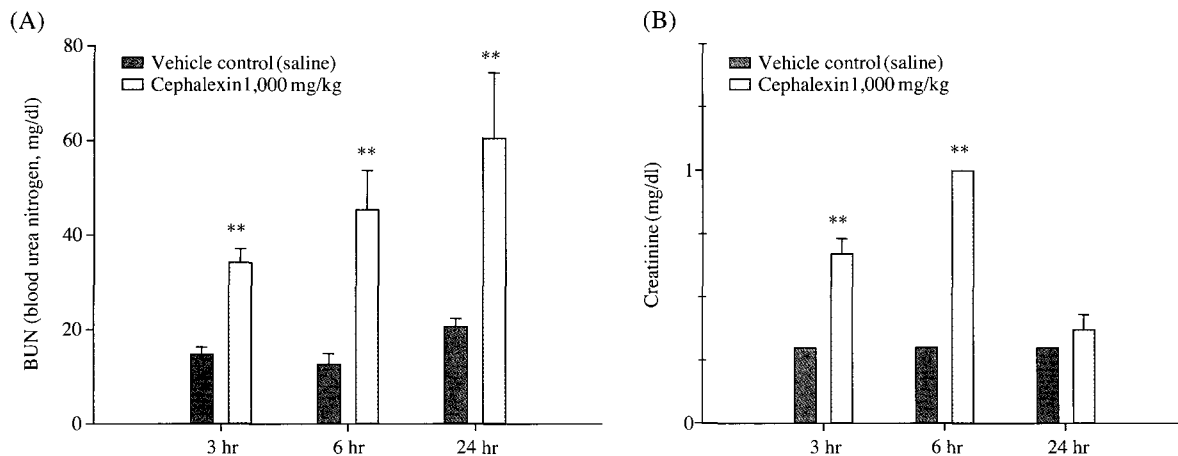 (A)
80
60
40
20
0
BUN (blood urea nitrogen, mg/dl)
Vehicle control (saline)
Cephalexin 1,000 mg/kg
**
**
**
3 hr
6 hr
24 hr
(B)
1
0
Creatinine (mg/dl)
Vehicle control (saline)
Cephalexin 1,000 mg/kg
**
**
3 hr
6 hr
24 hr